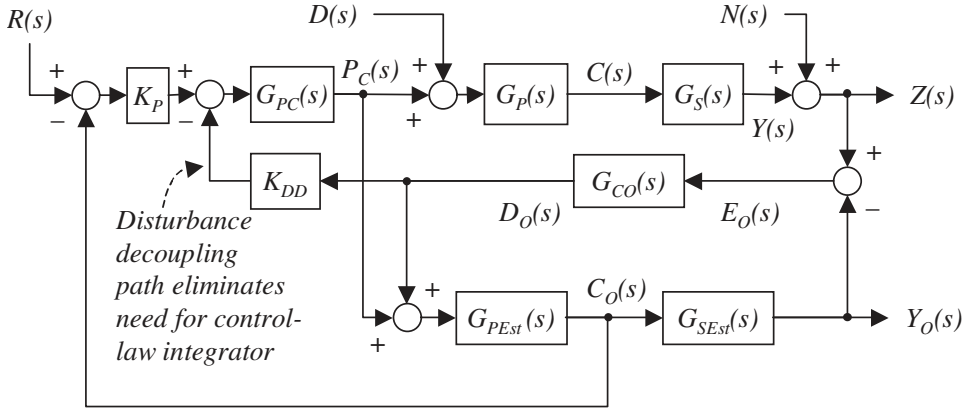 R(s)
D(s)
N(s)
+
−
K_P
+
−
G_PC(s)
P_C(s)
+
+
G_P(s)
C(s)
G_S(s)
Y(s)
+
+
Z(s)
K_DD
D_O(s)
G_CO(s)
E_O(s)
+
−
Disturbance
decoupling
path eliminates
need for control-
law integrator
+
+
G_PEst(s)
C_O(s)
G_SEst(s)
Y_O(s)